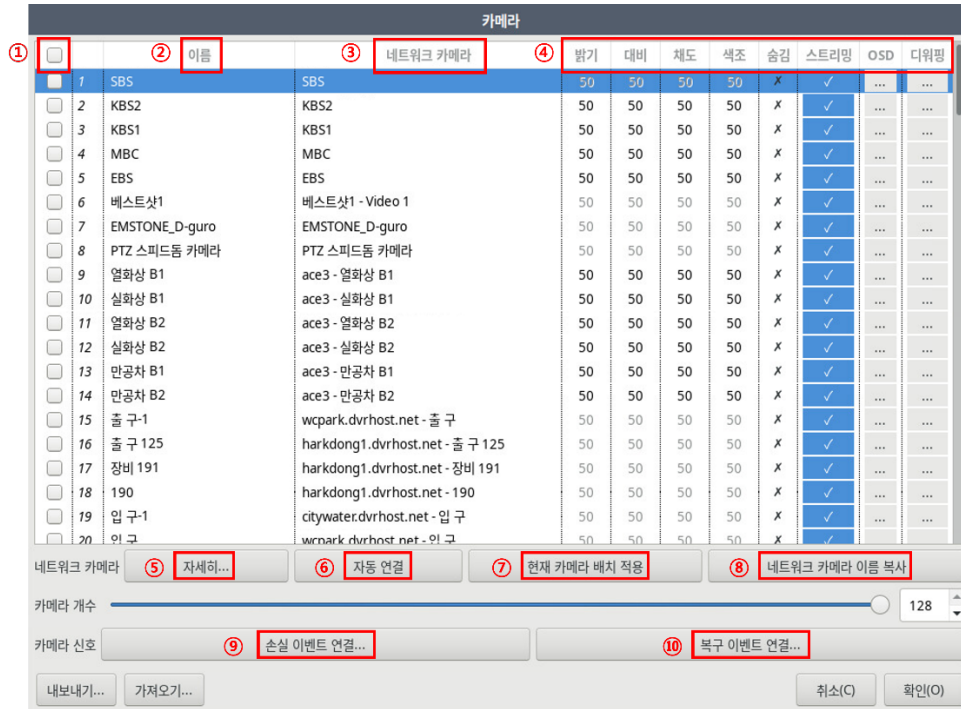 카메라
① ② 이름 ③ 네트워크 카메라 ④ 밝기 대비 채도 색조 숨김 스트리밍 OSD 디워핑
1 SBS SBS 50 50 50 50 ✗ ✓ ... ...
2 KBS2 KBS2 50 50 50 50 ✗ ✓ ... ...
3 KBS1 KBS1 50 50 50 50 ✗ ✓ ... ...
4 MBC MBC 50 50 50 50 ✗ ✓ ... ...
5 EBS EBS 50 50 50 50 ✗ ✓ ... ...
6 베스트샷1 베스트샷1 - Video 1 50 50 50 50 ✗ ✓ ... ...
7 EMSTONE_D-guro EMSTONE_D-guro 50 50 50 50 ✗ ✓ ... ...
8 PTZ 스피드돔 카메라 PTZ 스피드돔 카메라 50 50 50 50 ✗ ✓ ... ...
9 열화상 B1 ace3 - 열화상 B1 50 50 50 50 ✗ ✓ ... ...
10 실화상 B1 ace3 - 실화상 B1 50 50 50 50 ✗ ✓ ... ...
11 열화상 B2 ace3 - 열화상 B2 50 50 50 50 ✗ ✓ ... ...
12 실화상 B2 ace3 - 실화상 B2 50 50 50 50 ✗ ✓ ... ...
13 만공차 B1 ace3 - 만공차 B1 50 50 50 50 ✗ ✓ ... ...
14 만공차 B2 ace3 - 만공차 B2 50 50 50 50 ✗ ✓ ... ...
15 출 구-1 wcpark.dvrhost.net - 출 구 50 50 50 50 ✗ ✓ ... ...
16 출 구 125 harkdong1.dvrhost.net - 출 구 125 50 50 50 50 ✗ ✓ ... ...
17 장비 191 harkdong1.dvrhost.net - 장비 191 50 50 50 50 ✗ ✓ ... ...
18 190 harkdong1.dvrhost.net - 190 50 50 50 50 ✗ ✓ ... ...
19 입 구-1 citywater.dvrhost.net - 입 구 50 50 50 50 ✗ ✓ ... ...
20 입 구 wcpark.dvrhost.net - 입 구 50 50 50 50 ✗ ✓
네트워크 카메라 ⑤ 자세히... ⑥ 자동 연결 ⑦ 현재 카메라 배치 적용 ⑧ 네트워크 카메라 이름 복사
카메라 개수 128
카메라 신호 ⑨ 손실 이벤트 연결... ⑩ 복구 이벤트 연결...
내보내기... 가져오기... 취소(C) 확인(O)